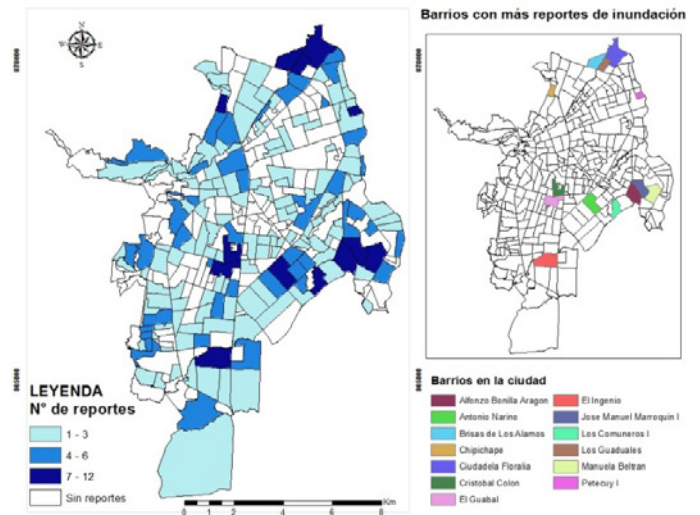 Barrios con más reportes de inundación
N
W
E
S
LEYENDA
N° de reportes
1 - 3
4 - 6
7 - 12
Sin reportes
Km
0 2 4 6 8
Barrios en la ciudad
Alfonzo Bonilla Aragon
Antonio Narino
Brisas de Los Alamos
Chipichape
Ciudadela Floralia
Cristobal Colon
El Guabal
El Ingenio
Jose Manuel Marroquin I
Los Comuneros I
Los Guaduales
Manuela Beltran
Petecuy I